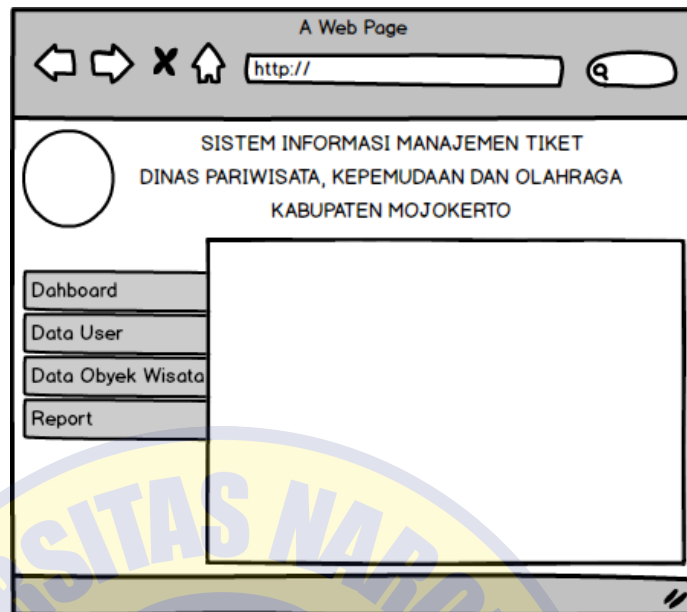 A Web Page
http://
SISTEM INFORMASI MANAJEMEN TIKET
DINAS PARIWISATA, KEPEMUDAAN DAN OLAHRAGA
KABUPATEN MOJOKERTO
Dahboard
Data User
Data Obyek Wisata
Report